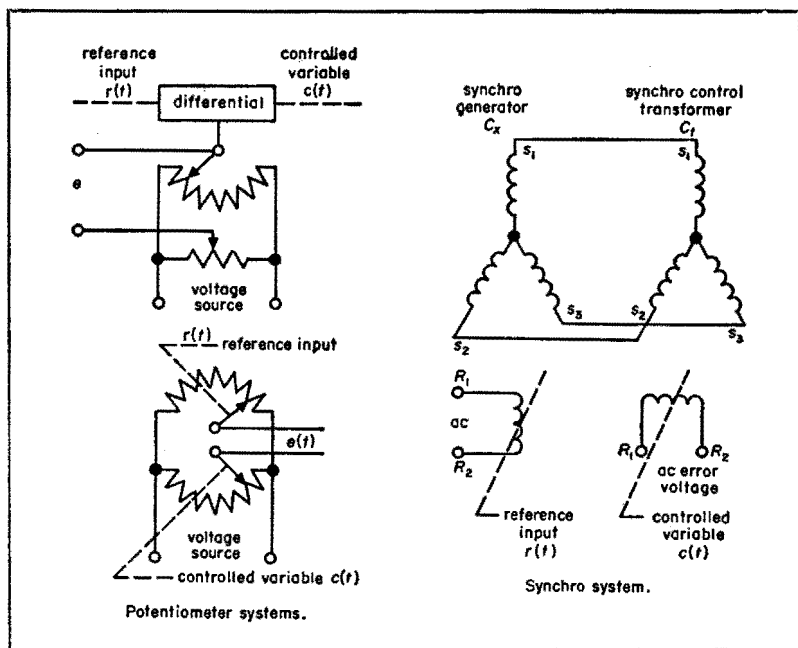 reference
input
r(t)
controlled
variable
c(t)
differential
e
voltage
source
r(t) reference input
e(t)
voltage
source
controlled variable c(t)
Potentiometer systems.
synchro
generator
Cx
synchro control
transformer
Ct
s1
s1
s3
s2
s2
s3
R1
ac
R2
R1
R2
ac error
voltage
reference
input
r(t)
controlled
variable
c(t)
Synchro system.